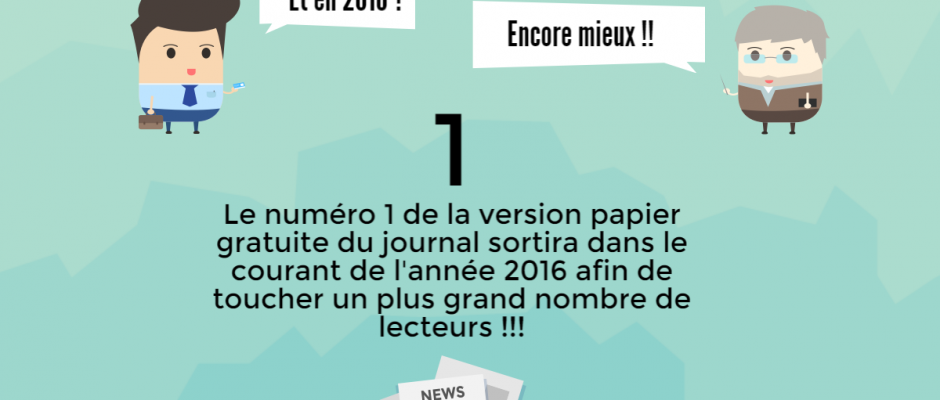 Et en 2016 !
Encore mieux !!
1
Le numéro 1 de la version papier
gratuite du journal sortira dans le
courant de l'année 2016 afin de
toucher un plus grand nombre de
lecteurs !!!
NEWS